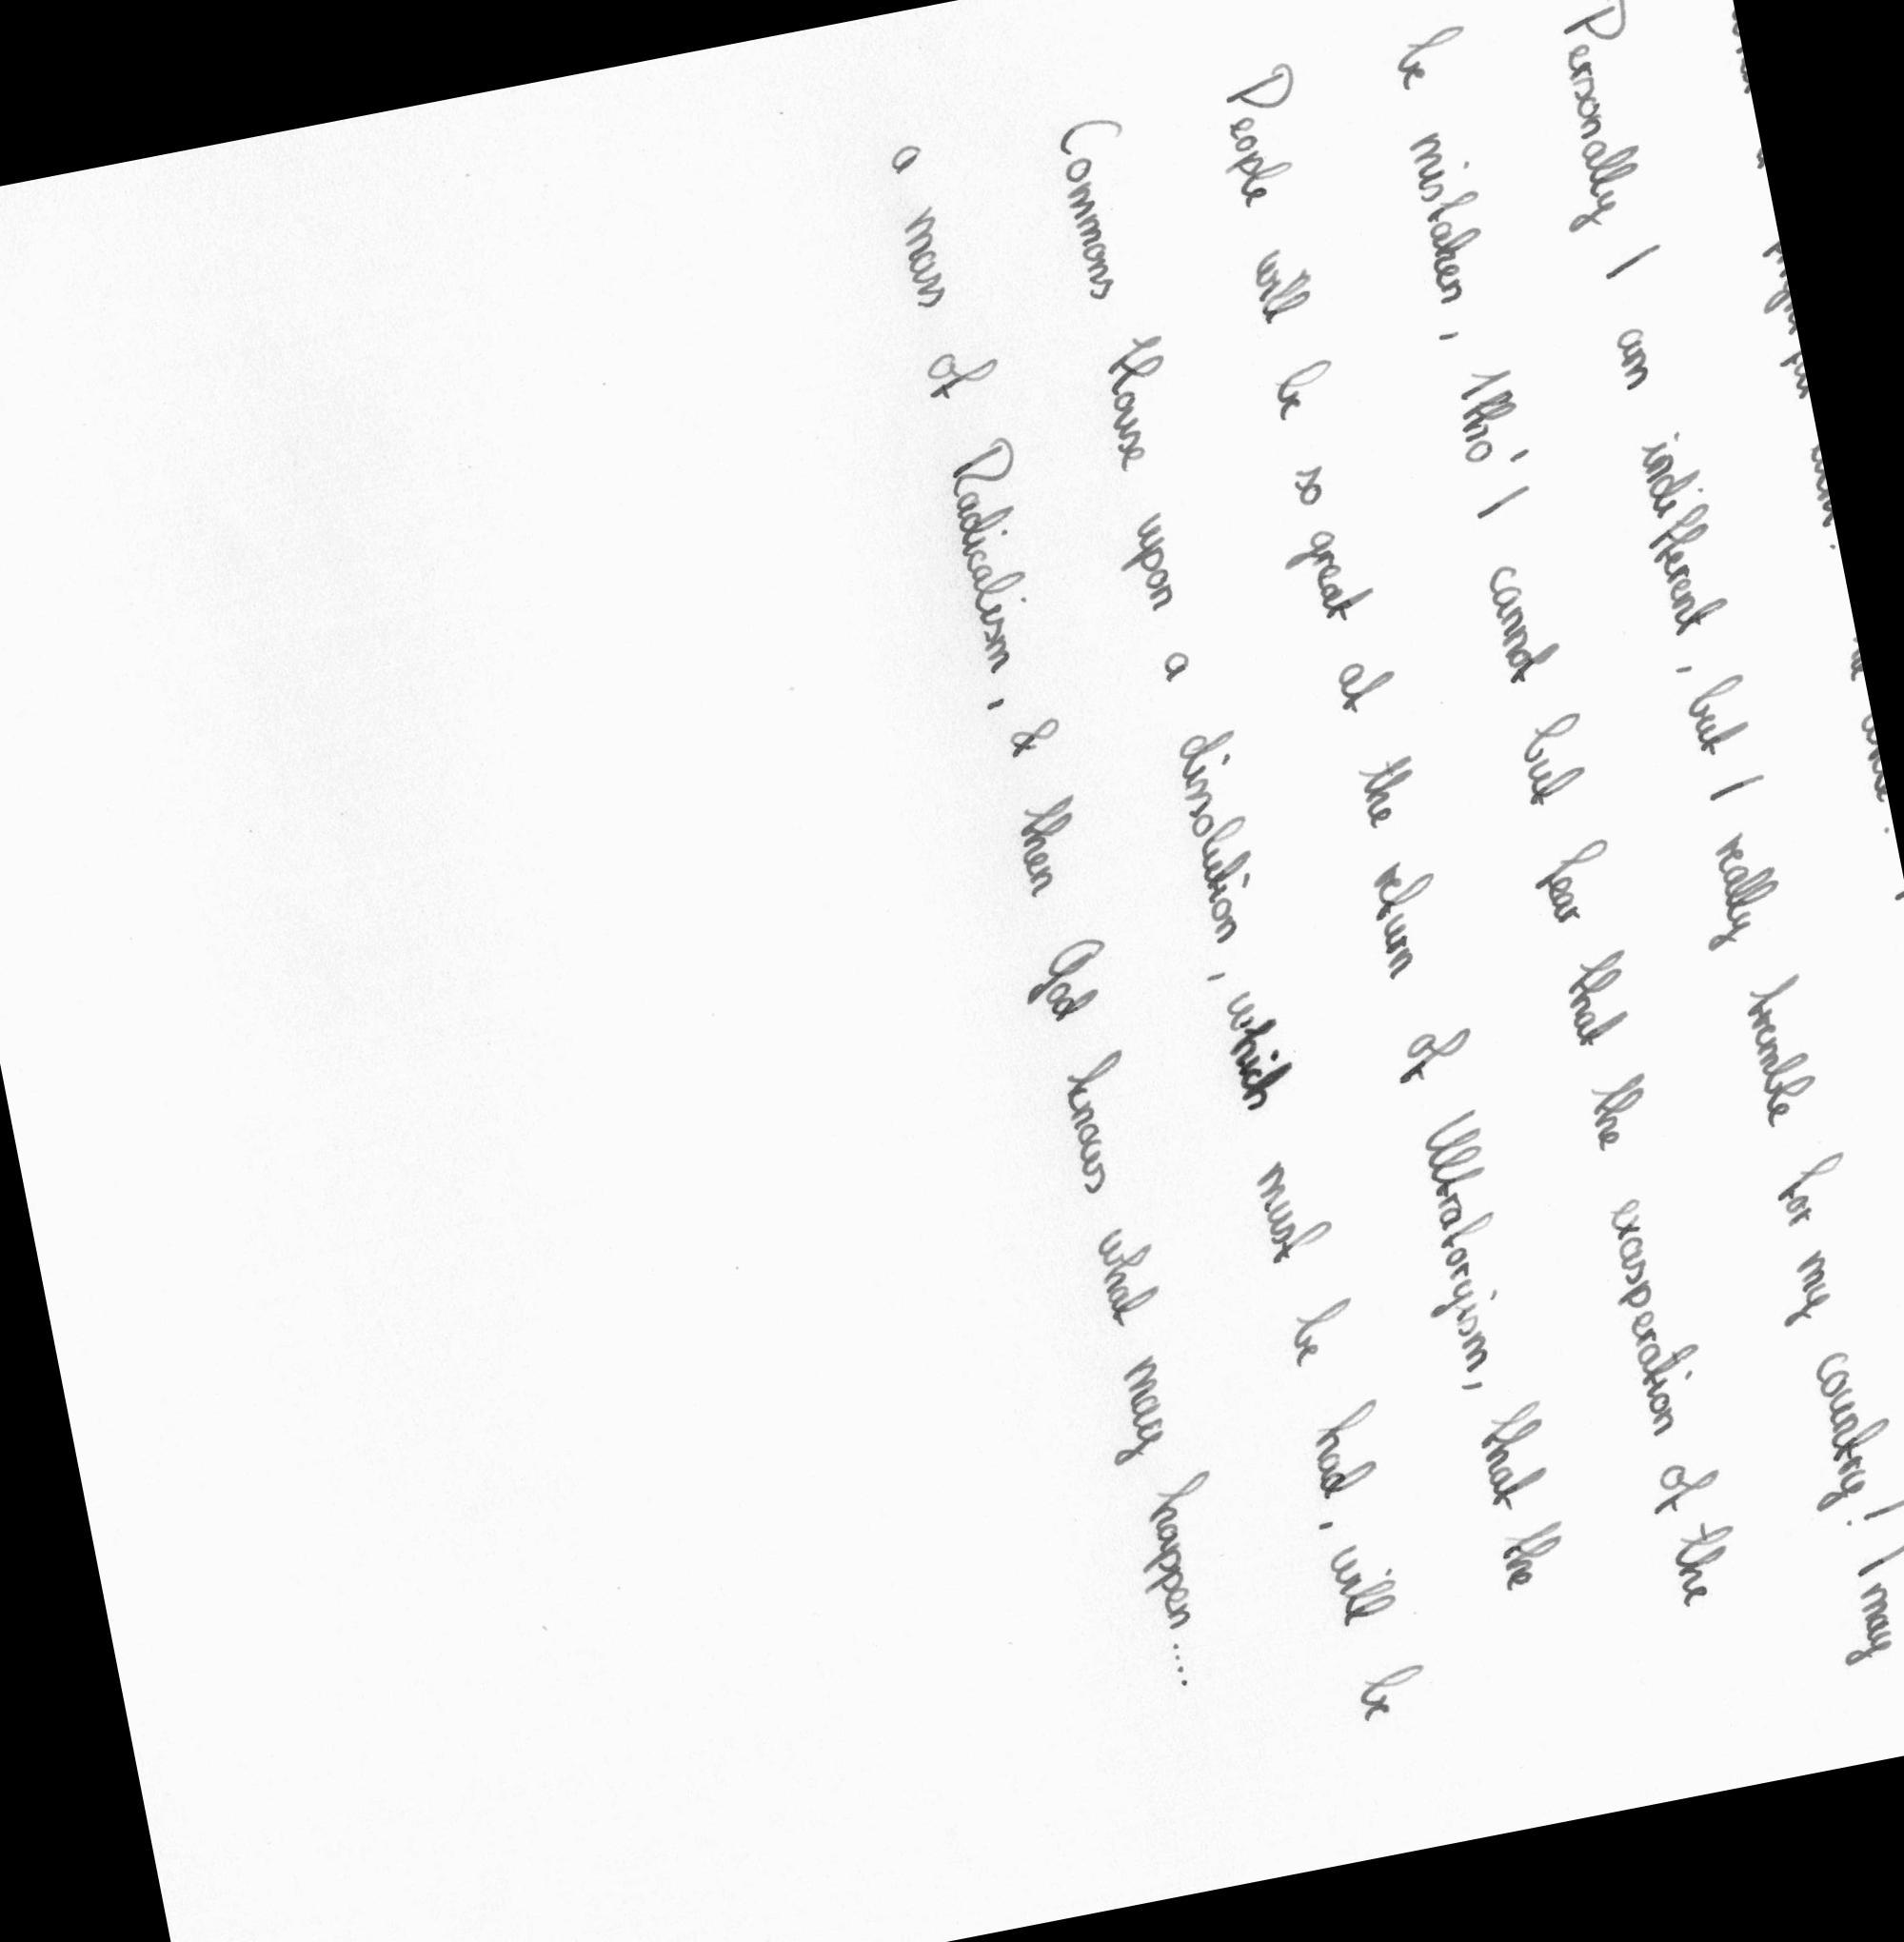 Personally I am indifferent, but I really tremble for my country! I may
be mistaken, tho' I cannot but fear that the exasperation of the
People will be so great at the return of Ultratoryism, that the
Commons House upon a dissolution, which must be had, will be
a mass of Radicalism, & then God knows what may happen....